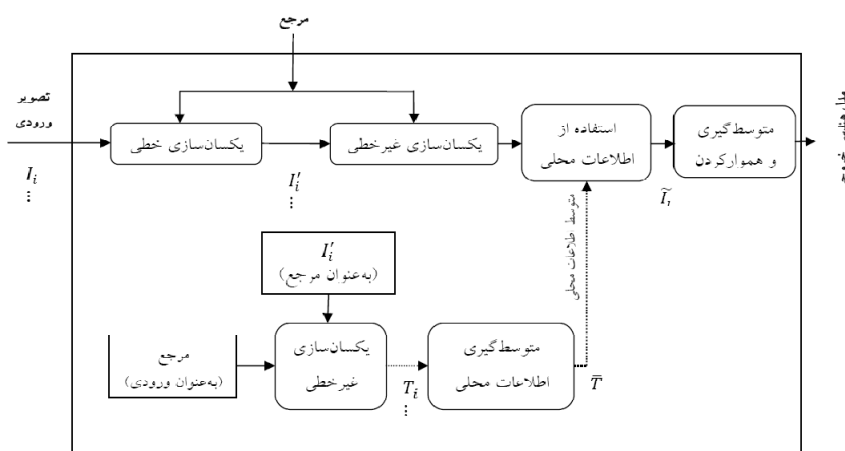 مرجع
تصویر
ورودی
I_i
⋮
یکسان‌سازی خطی
I'_i
⋮
یکسان‌سازی غیرخطی
استفاده از
اطلاعات محلی
Ĩ_i
متوسط‌گیری
و هموارکردن
متوسط اطلاعات محلی
I'_i
(به‌عنوان مرجع)
مرجع
(به‌عنوان ورودی)
یکسان‌سازی
غیرخطی
T_i
⋮
متوسط‌گیری
اطلاعات محلی
T̄